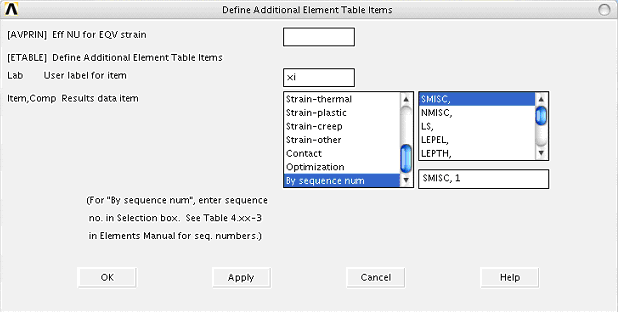 Define Additional Element Table Items
[AVPRIN] Eff NU for EQV strain
[ETABLE] Define Additional Element Table Items
Lab User label for item xi
Item,Comp Results data item
Strain-thermal
Strain-plastic
Strain-creep
Strain-other
Contact
Optimization
By sequence num
SMISC,
NMISC,
LS,
LEPEL,
LEPTH,
SMISC, 1
(For "By sequence num", enter sequence
no. in Selection box. See Table 4.xx-3
in Elements Manual for seq. numbers.)
OK Apply Cancel Help